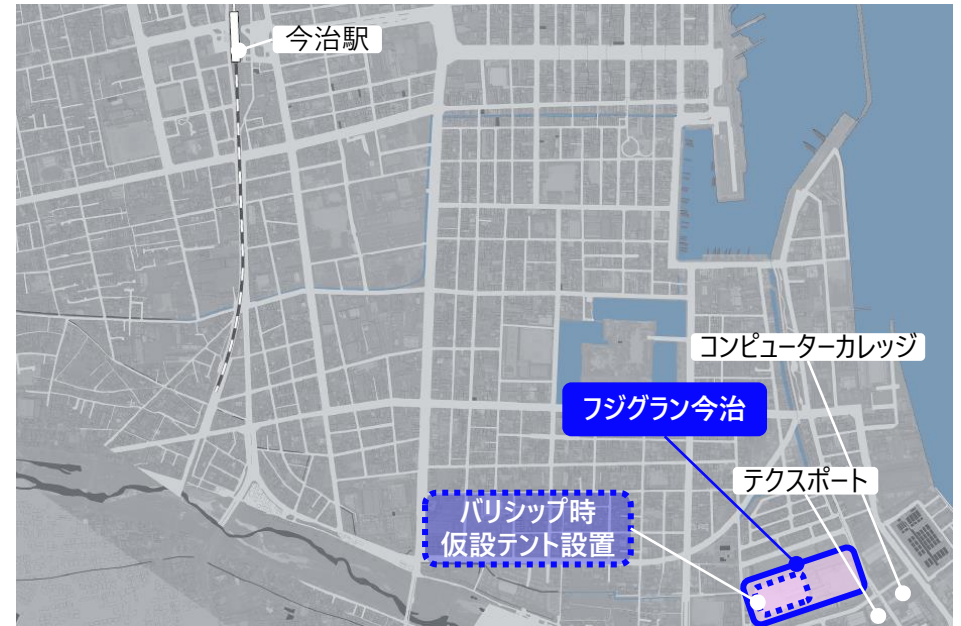 今治駅
コンピューターカレッジ
フジグラン今治
テクスポート
バリシップ時
仮設テント設置